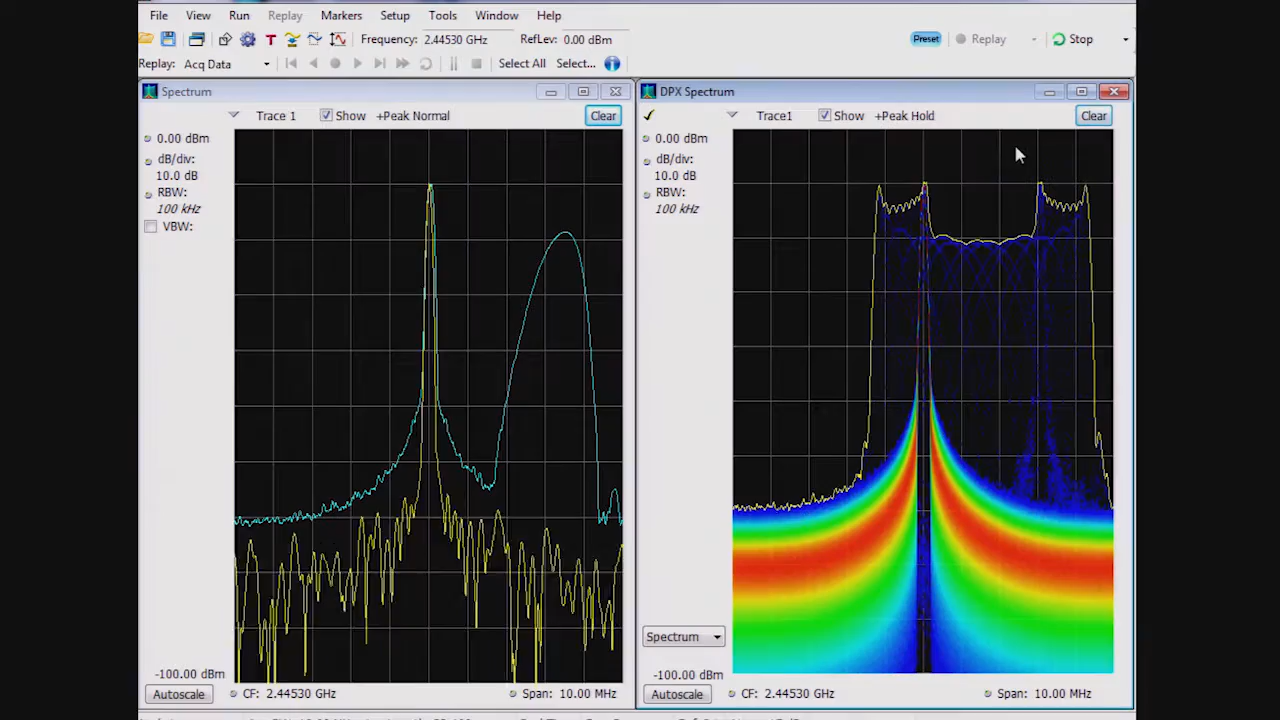 File View Run Replay Markers Setup Tools Window Help
T Frequency: 2.44530 GHz RefLev: 0.00 dBm Preset Replay Stop
Replay: Acq Data Select All Select...
Spectrum
Trace 1 Show +Peak Normal Clear
0.00 dBm
dB/div:
10.0 dB
RBW:
100 kHz
VBW:
-100.00 dBm
Autoscale CF: 2.44530 GHz Span: 10.00 MHz
DPX Spectrum
Trace1 Show +Peak Hold Clear
0.00 dBm
dB/div:
10.0 dB
RBW:
100 kHz
Spectrum
-100.00 dBm
Autoscale CF: 2.44530 GHz Span: 10.00 MHz